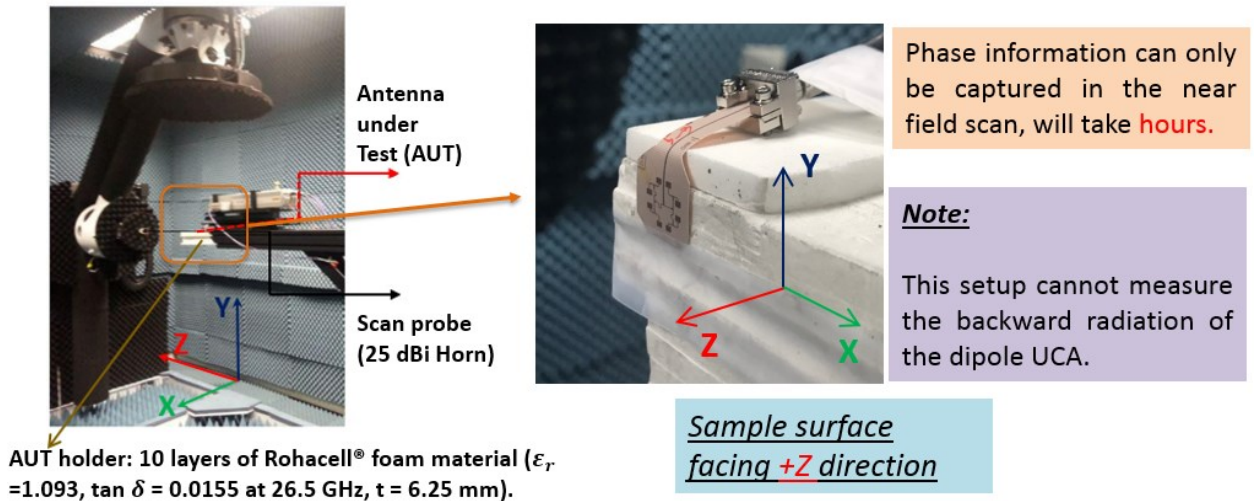 Antenna
under
Test (AUT)
Scan probe
(25 dBi Horn)
Y
Z
X
AUT holder: 10 layers of Rohacell® foam material (εr
=1.093, tan δ = 0.0155 at 26.5 GHz, t = 6.25 mm).
Y
Z
X
Phase information can only
be captured in the near
field scan, will take hours.
Note:
This setup cannot measure
the backward radiation of
the dipole UCA.
Sample surface
facing +Z direction